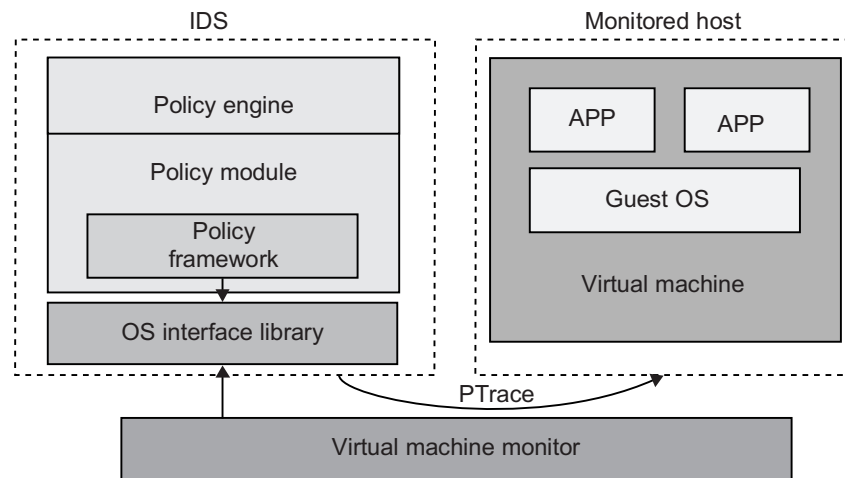 IDS
Policy engine
Policy module
Policy
framework
OS interface library
Monitored host
APP
APP
Guest OS
Virtual machine
PTrace
Virtual machine monitor